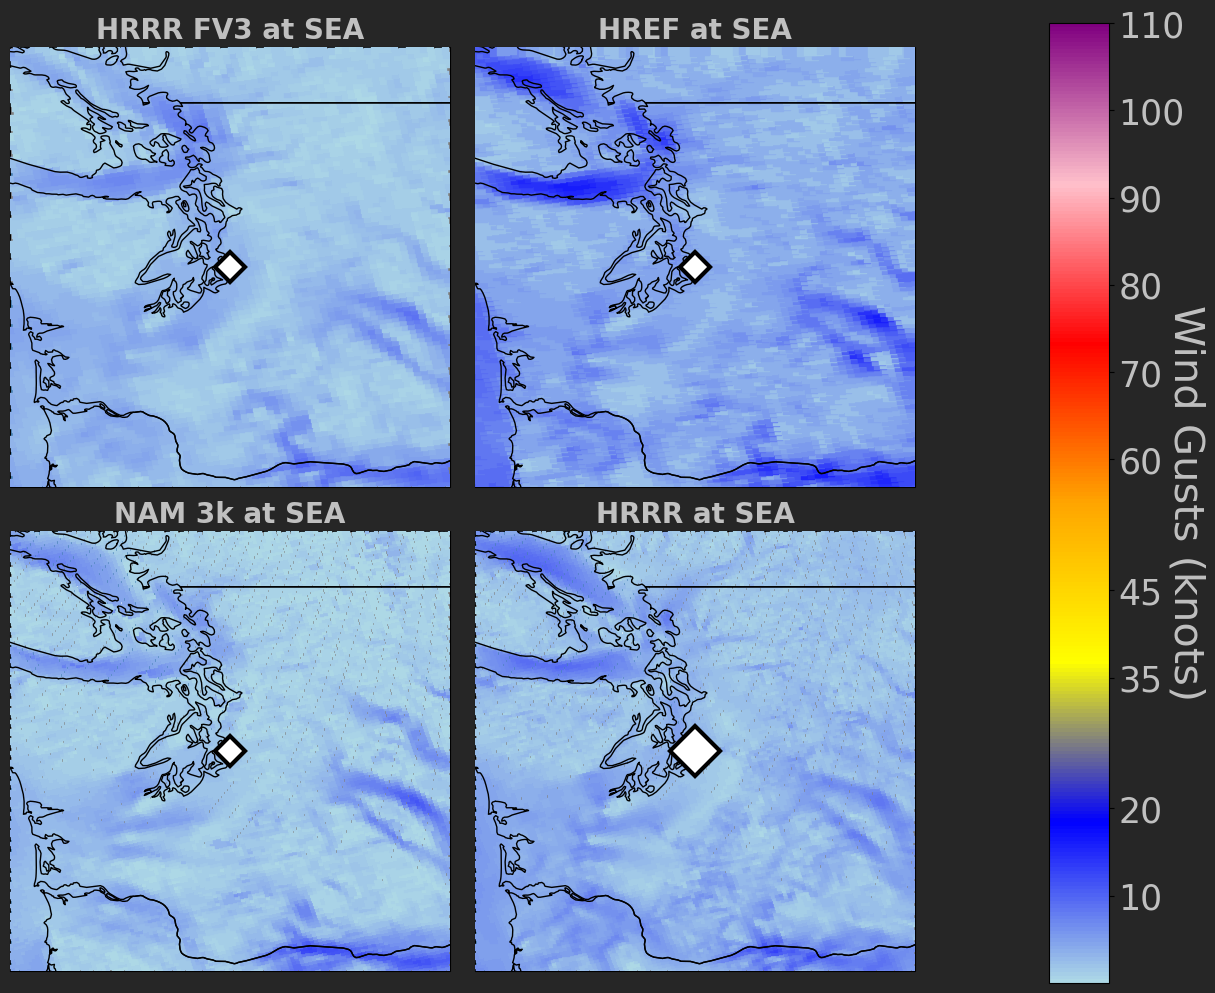 HRRR FV3 at SEA
HREF at SEA
NAM 3k at SEA
HRRR at SEA
110
100
90
80
70
60
45
35
20
10
Wind Gusts (knots)